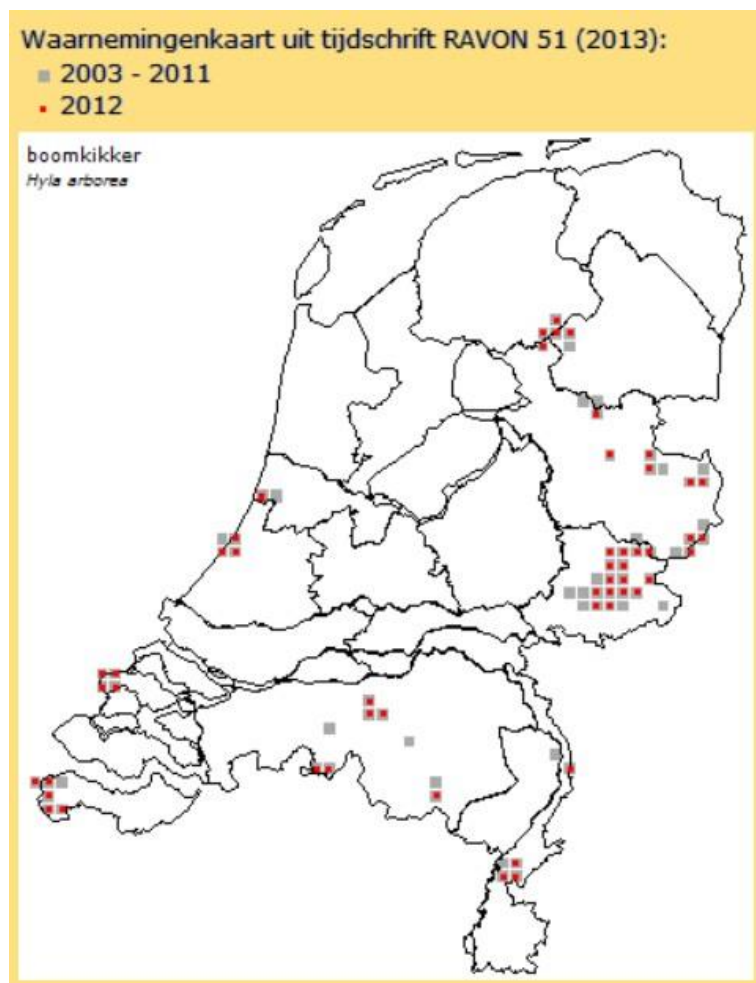 Waarnemingenkaart uit tijdschrift RAVON 51 (2013):
2003 - 2011
2012
boomkikker
Hyla arborea